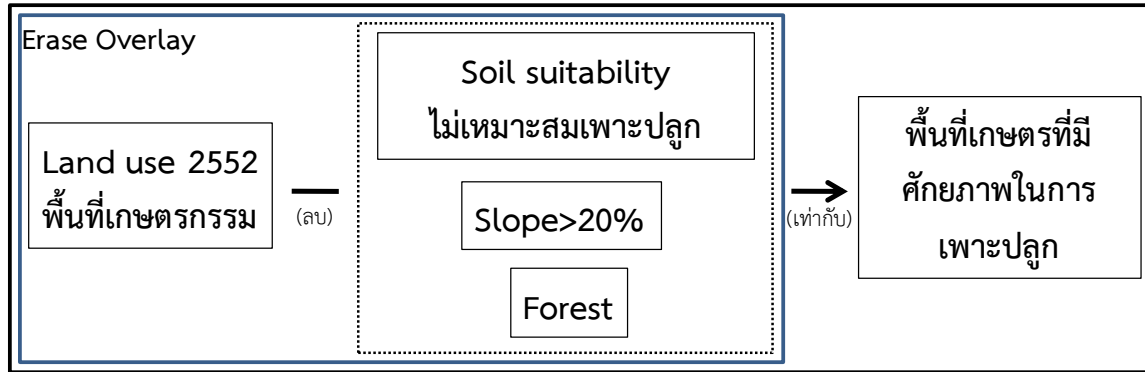 Erase Overlay
Land use 2552
พื้นที่เกษตรกรรม
(ลบ)
Soil suitability
ไม่เหมาะสมเพาะปลูก
Slope>20%
Forest
(เท่ากับ)
พื้นที่เกษตรที่มี
ศักยภาพในการ
เพาะปลูก